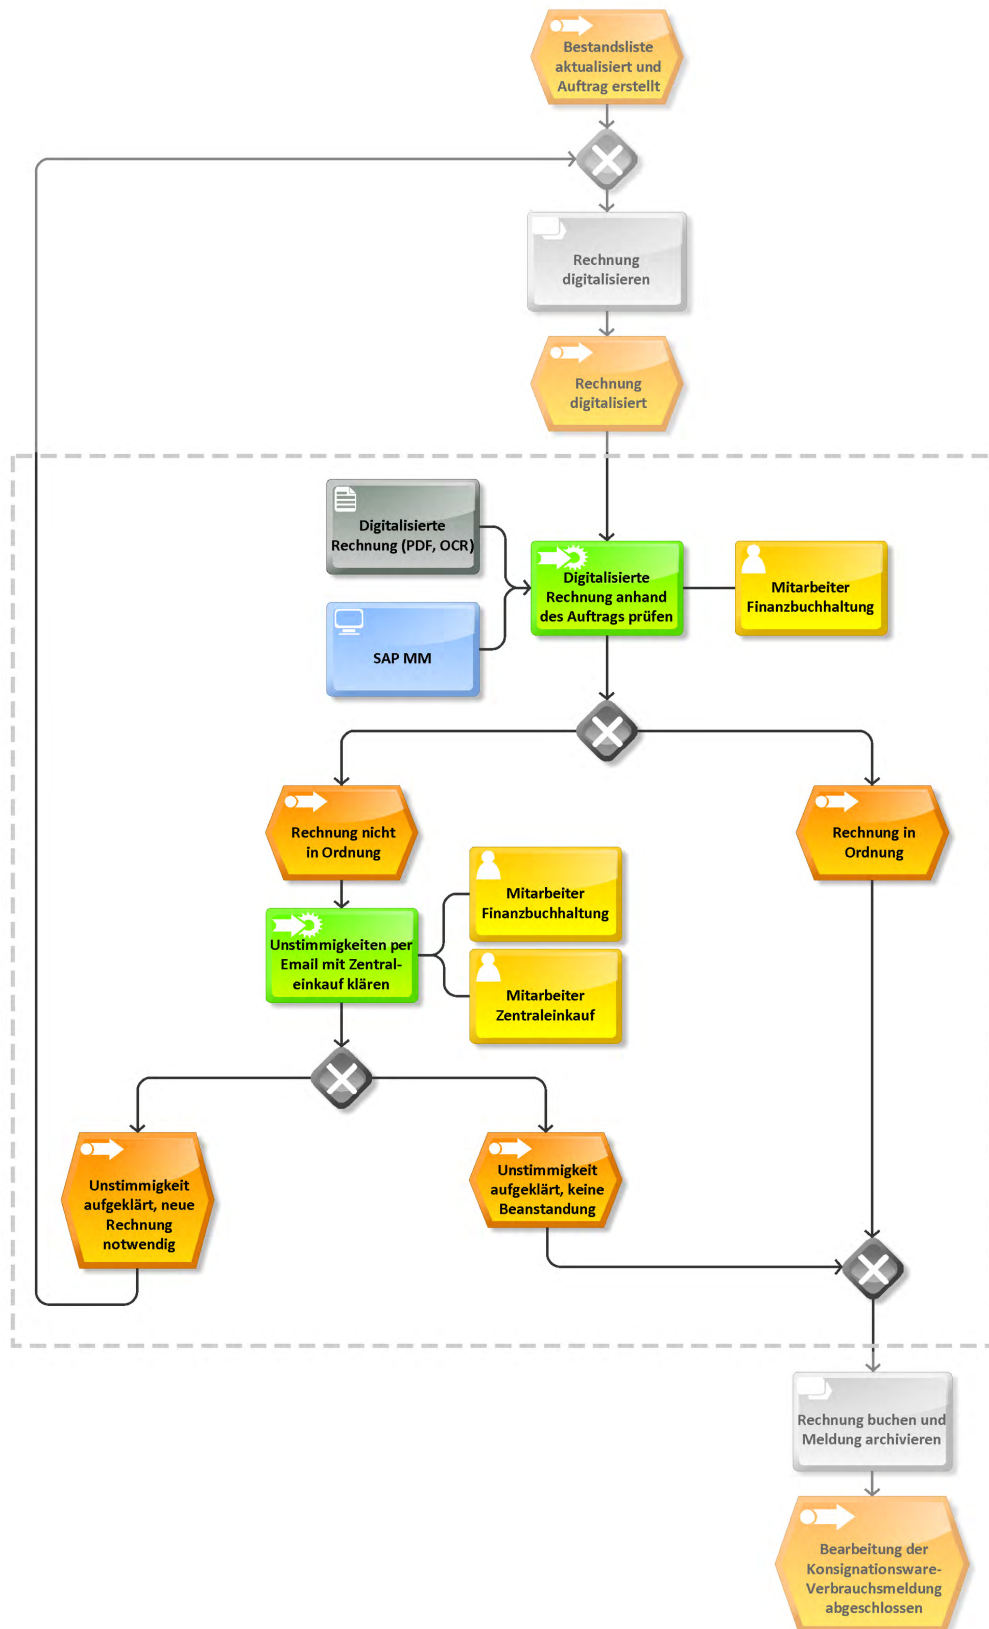 Bestandsliste
aktualisiert und
Auftrag erstellt
Rechnung
digitalisieren
Rechnung
digitalisiert
Digitalisierte
Rechnung (PDF, OCR)
SAP MM
Digitalisierte
Rechnung anhand
des Auftrags prüfen
Mitarbeiter
Finanzbuchhaltung
Rechnung nicht
in Ordnung
Rechnung in
Ordnung
Unstimmigkeiten per
Email mit Zentral-
einkauf klären
Mitarbeiter
Finanzbuchhaltung
Mitarbeiter
Zentraleinkauf
Unstimmigkeit
aufgeklärt, neue
Rechnung
notwendig
Unstimmigkeit
aufgeklärt, keine
Beanstandung
Rechnung buchen und
Meldung archivieren
Bearbeitung der
Konsignationsware-
Verbrauchsmeldung
abgeschlossen